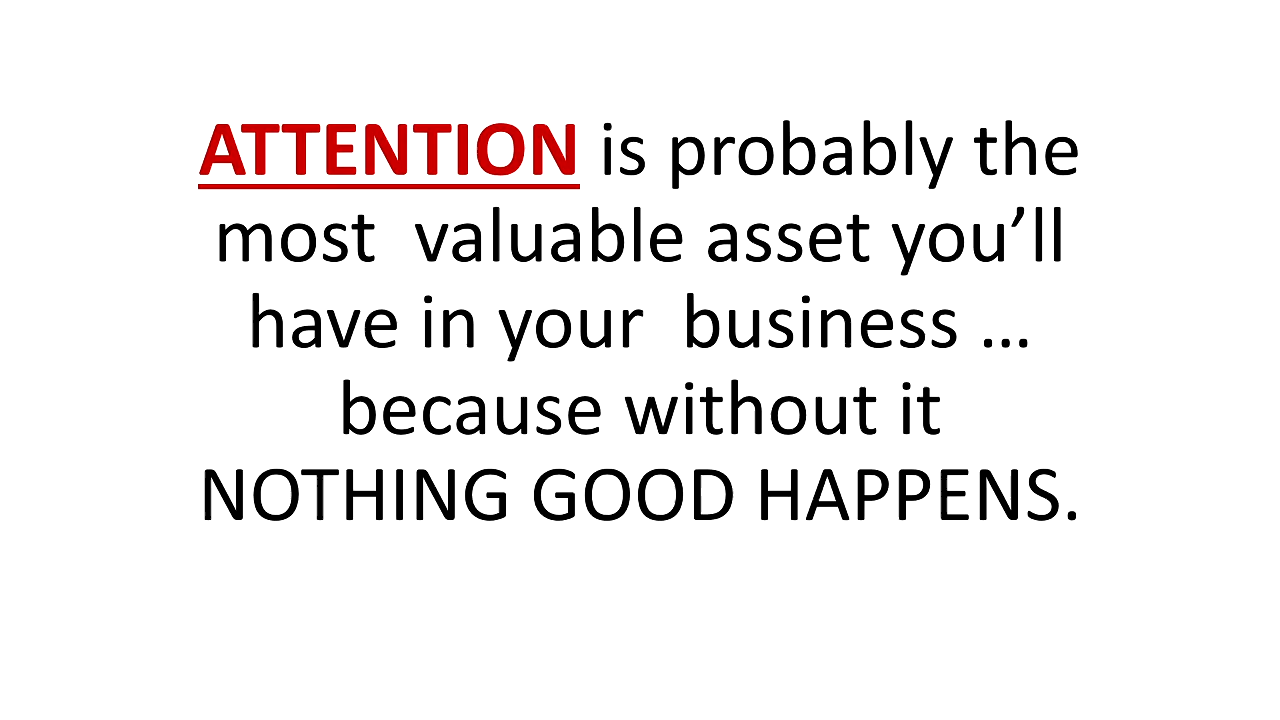 ATTENTION is probably the
most  valuable asset you’ll
have in your  business …
because without it
NOTHING GOOD HAPPENS.